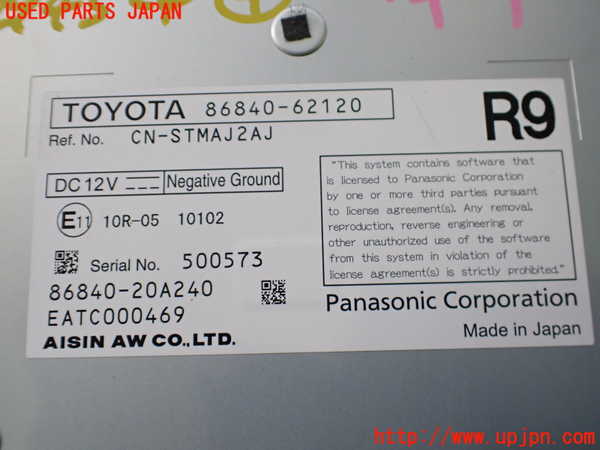 USED PARTS JAPAN
TOYOTA 86840-62120
R9
Ref. No. CN-STMAJ2AJ
DC12V Negative Ground
E11 10R-05 10102
Serial No. 500573
86840-20A240
EATC000469
AISIN AW CO.,LTD.
"This system contains software that
is licensed to Panasonic Corporation
by one or more third parties pursuant
to license agreement(s). Any removal,
reproduction, reverse engineering or
other unauthorized use of the software
from this system in violation of the
license agreement(s) is strictly prohibited."
Panasonic Corporation
Made in Japan
http://www.upjpn.com/